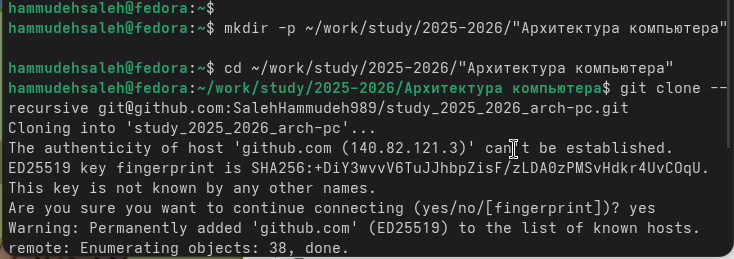 hammudehsaleh@fedora:~$
hammudehsaleh@fedora:~$ mkdir -p ~/work/study/2025-2026/"Архитектура компьютера"
hammudehsaleh@fedora:~$ cd ~/work/study/2025-2026/"Архитектура компьютера"
hammudehsaleh@fedora:~/work/study/2025-2026/Архитектура компьютера$ git clone --
recursive git@github.com:SalehHammudeh989/study_2025_2026_arch-pc.git
Cloning into 'study_2025_2026_arch-pc'...
The authenticity of host 'github.com (140.82.121.3)' can't be established.
ED25519 key fingerprint is SHA256:+DiY3wvvV6TuJJhbpZisF/zLDA0zPMSvHdkr4UvCOqU.
This key is not known by any other names.
Are you sure you want to continue connecting (yes/no/[fingerprint])? yes
Warning: Permanently added 'github.com' (ED25519) to the list of known hosts.
remote: Enumerating objects: 38, done.